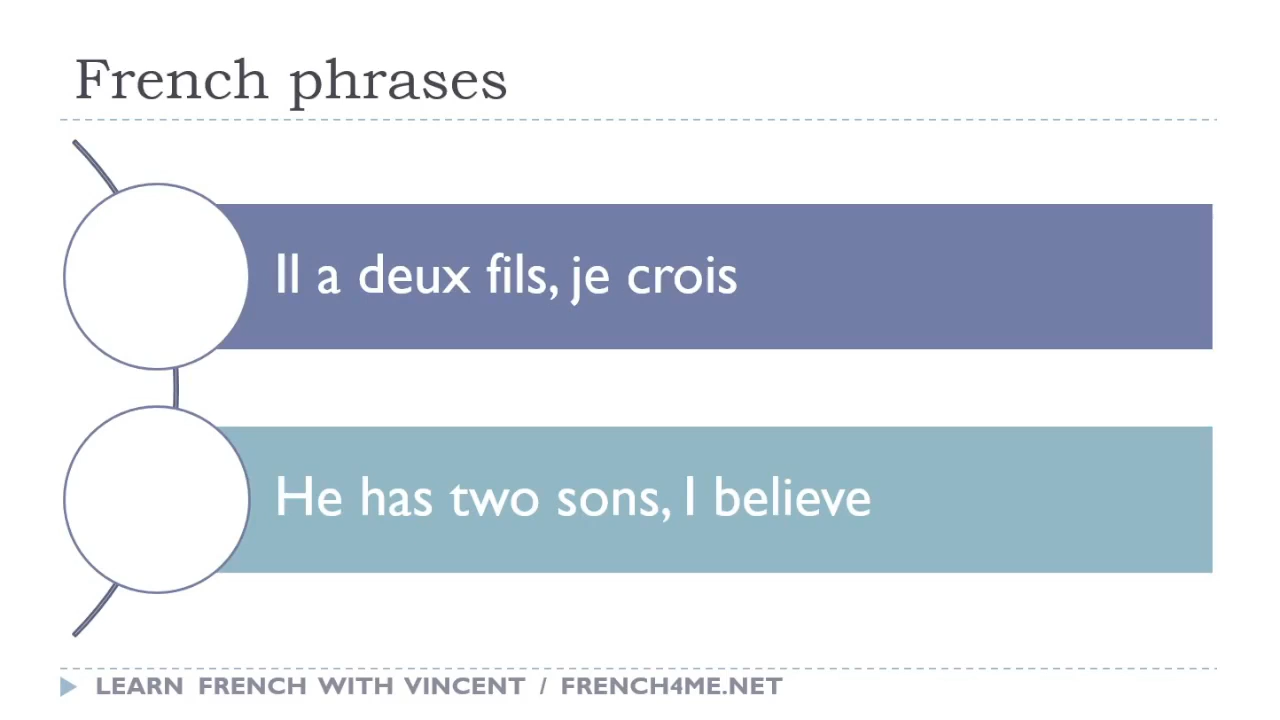 French phrases
Il a deux fils, je crois
He has two sons, I believe
LEARN FRENCH WITH VINCENT / FRENCH4ME.NET